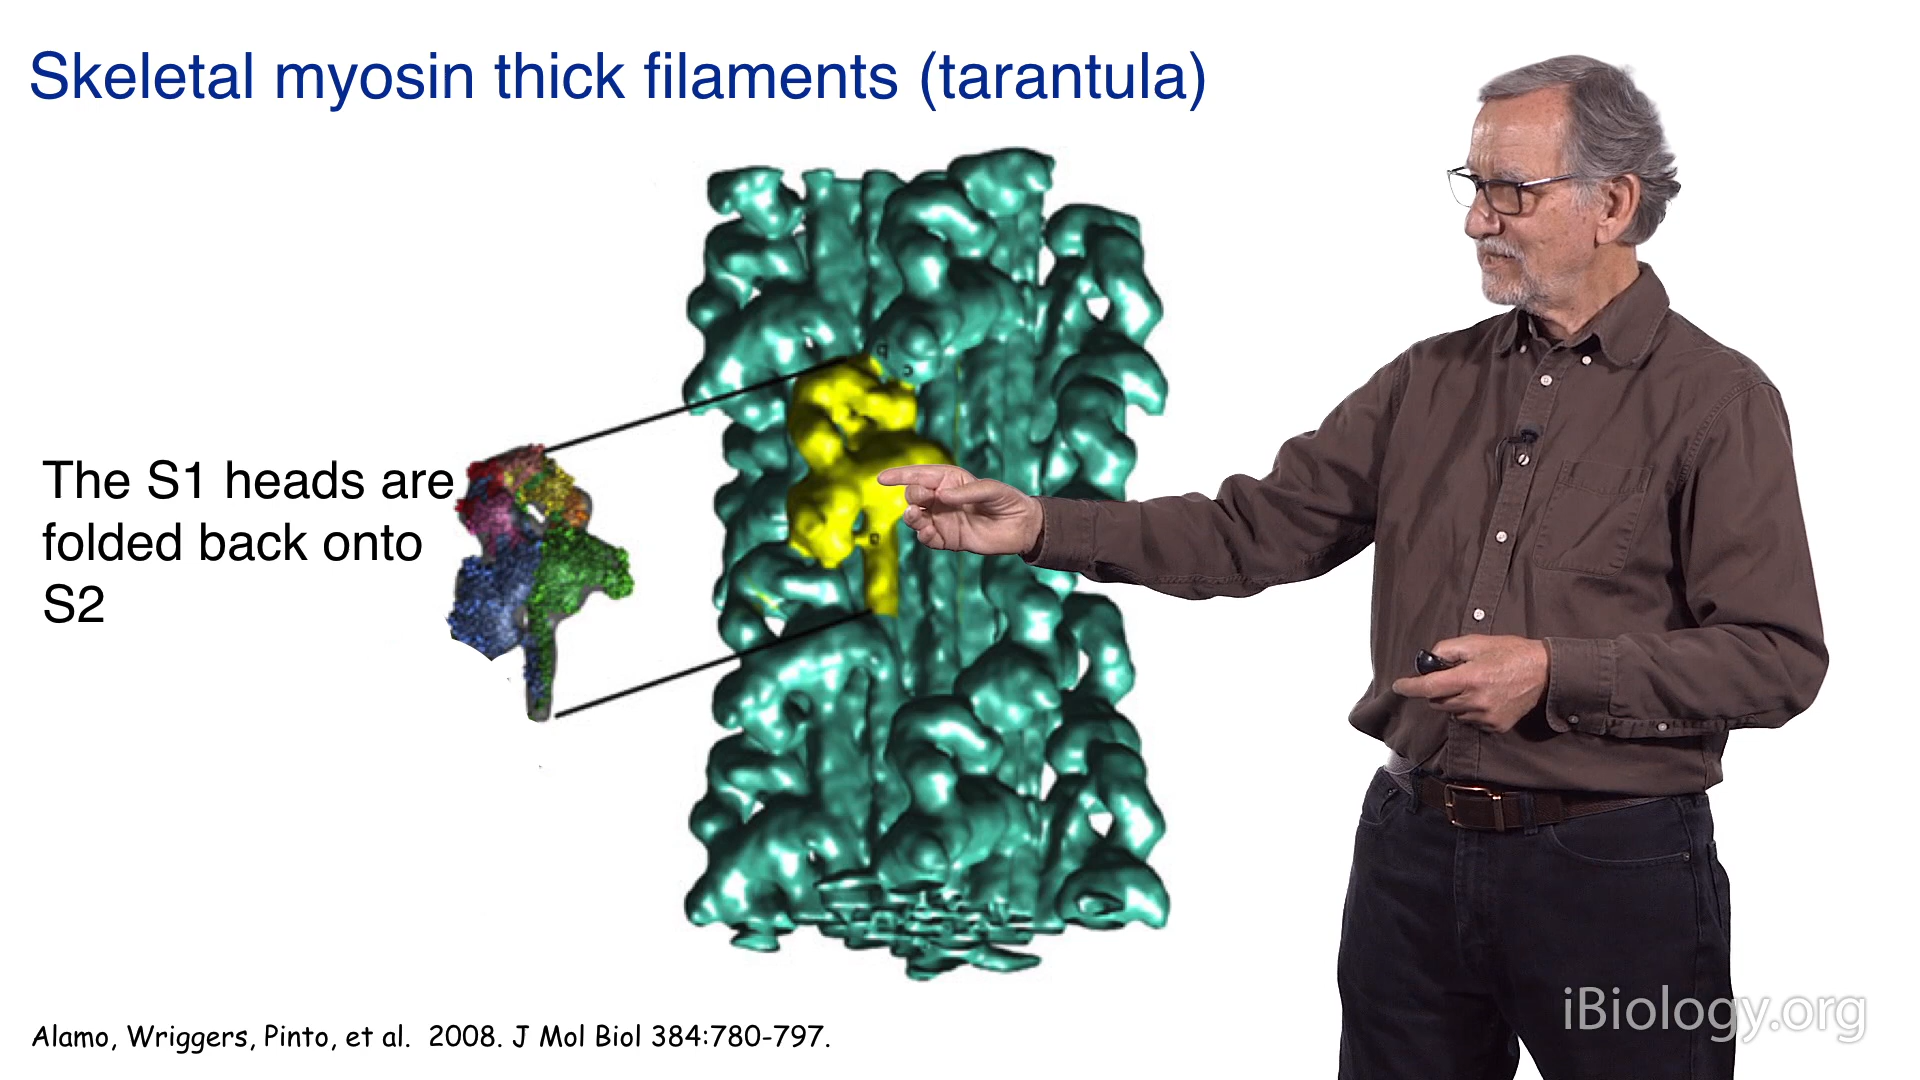 Skeletal myosin thick filaments (tarantula)
The S1 heads are
folded back onto
S2
Alamo, Wriggers, Pinto, et al.  2008. J Mol Biol 384:780-797.
iBiology.org